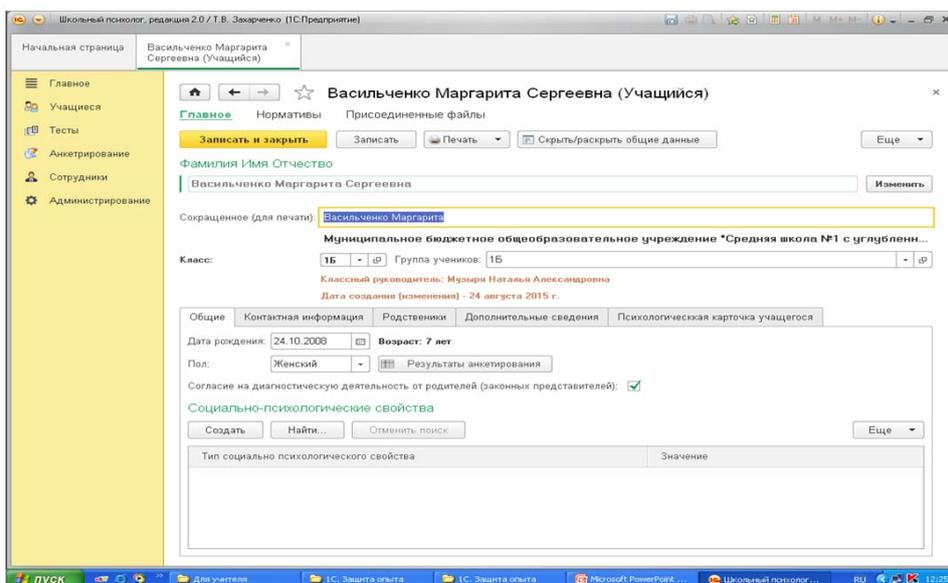 Школьный психолог, редакция 2.0 / Т.В. Захарченко (1С:Предприятие)
M M+ M-
Начальная страница
Васильченко Маргарита
Сергеевна (Учащийся)
Главное
Учащиеся
Тесты
Анкетирование
Сотрудники
Администрирование
Васильченко Маргарита Сергеевна (Учащийся)
Главное Нормативы Присоединенные файлы
Записать и закрыть Записать Печать Скрыть/раскрыть общие данные Еще
Фамилия Имя Отчество
Васильченко Маргарита Сергеевна Изменить
Сокращенное (для печати): Васильченко Маргарита
Муниципальное бюджетное общеобразовательное учреждение "Средняя школа №1 с углубленн...
Класс: 1Б Группа учеников: 1Б
Классный руководитель: Музыря Наталья Александровна
Дата создания (изменения) - 24 августа 2015 г.
Общие Контактная информация Родственики Дополнительные сведения Психологическкая карточка учащегося
Дата рождения: 24.10.2008 Возраст: 7 лет
Пол: Женский Результаты анкетирования
Согласие на диагностическую деятельность от родителей (законных представителей):
Социально-психологические свойства
Создать Найти... Отменить поиск Еще
Тип социально психологического свойства Значение
пуск Для учителя 1С. Защита опыта 1С. Защита опыта Microsoft PowerPoint ... Школьный психолог... RU 12:25